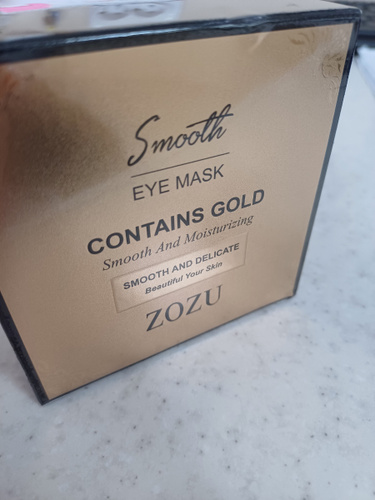 Smooth
EYE MASK
CONTAINS GOLD
Smooth And Moisturizing
SMOOTH AND DELICATE
Beautiful Your Skin
ZOZU